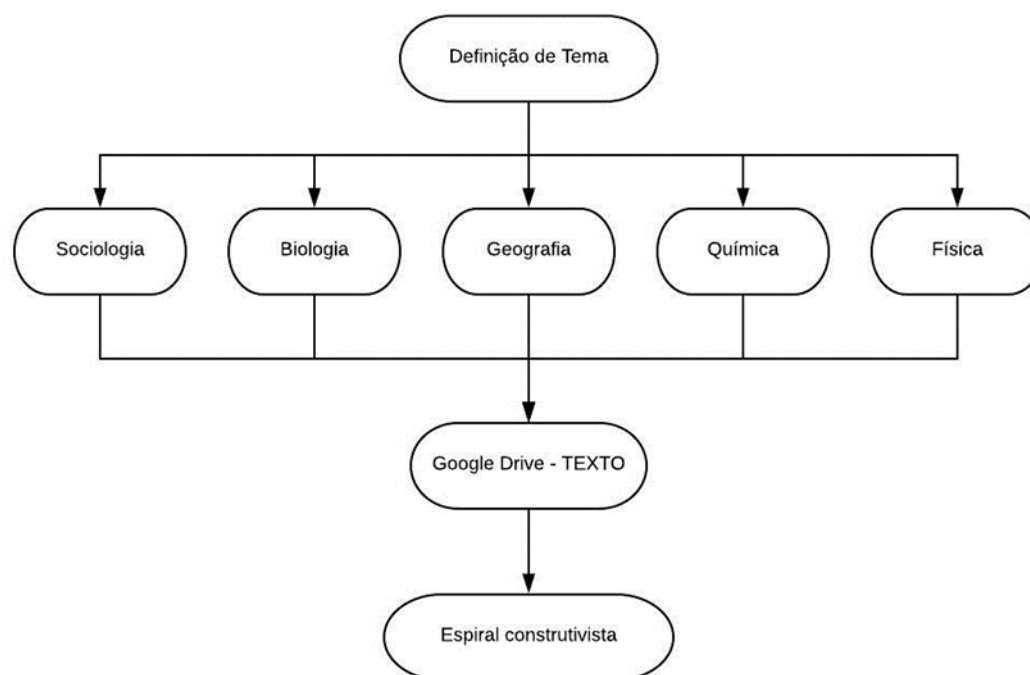 Definição de Tema
Sociologia
Biologia
Geografia
Química
Física
Google Drive - TEXTO
Espiral construtivista